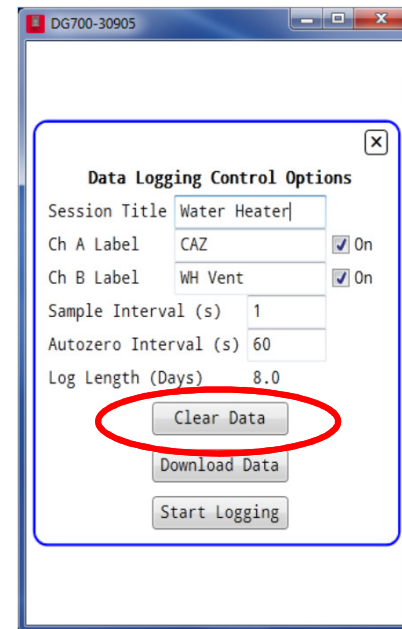 DG700-30905
Data Logging Control Options
Session Title Water Heater
Ch A Label CAZ On
Ch B Label WH Vent On
Sample Interval (s) 1
Autozero Interval (s) 60
Log Length (Days) 8.0
Clear Data
Download Data
Start Logging